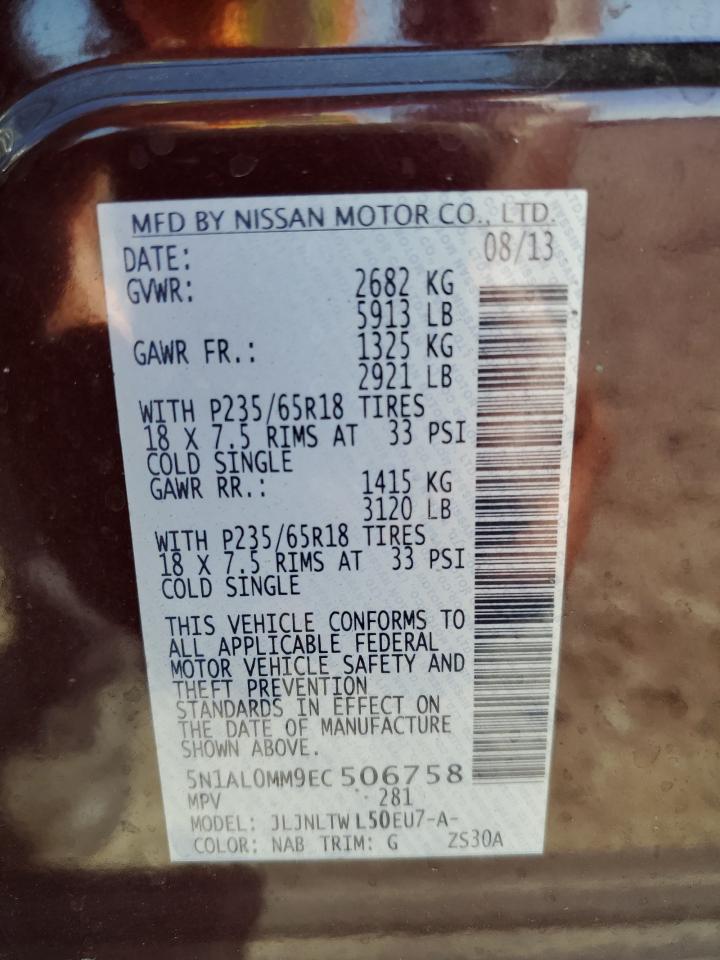 MFD BY NISSAN MOTOR CO., LTD.
DATE: 08/13
GVWR: 2682 KG
5913 LB
GAWR FR.: 1325 KG
2921 LB
WITH P235/65R18 TIRES
18 X 7.5 RIMS AT 33 PSI
COLD SINGLE
GAWR RR.: 1415 KG
3120 LB
WITH P235/65R18 TIRES
18 X 7.5 RIMS AT 33 PSI
COLD SINGLE
THIS VEHICLE CONFORMS TO
ALL APPLICABLE FEDERAL
MOTOR VEHICLE SAFETY AND
THEFT PREVENTION
STANDARDS IN EFFECT ON
THE DATE OF MANUFACTURE
SHOWN ABOVE.
5N1AL0MM9EC 506758
MPV 281
MODEL: JLJNLTW L50EU7-A-
COLOR: NAB TRIM: G ZS30A